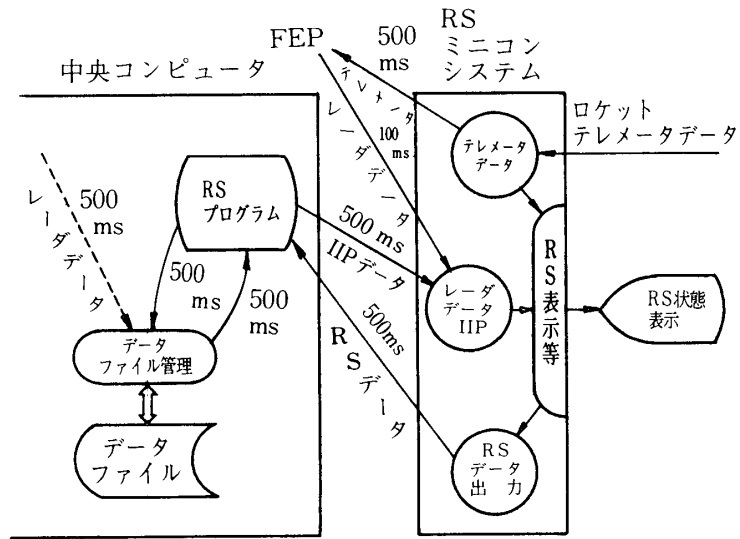 中央コンピュータ
FEP
500
ms
RS
ミニコン
システム
ロケット
テレメータデータ
テレメータ
データ
テレメータ
100
ms
レーダデータ
RS
プログラム
500
ms
レーダデータ
500
ms
500
ms
500
ms
IIPデータ
500ms
RSデータ
データ
ファイル管理
データ
ファイル
レーダ
データ
IIP
RS表示等
RS状態
表示
RS
データ
出力